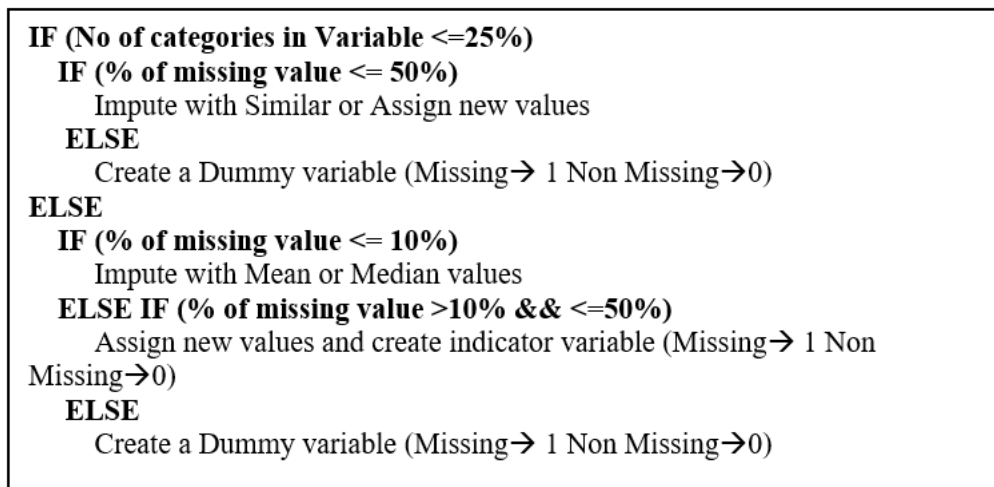 IF (No of categories in Variable <=25%)
IF (% of missing value <= 50%)
Impute with Similar or Assign new values
ELSE
Create a Dummy variable (Missing→ 1 Non Missing→0)
ELSE
IF (% of missing value <= 10%)
Impute with Mean or Median values
ELSE IF (% of missing value >10% && <=50%)
Assign new values and create indicator variable (Missing→ 1 Non
Missing→0)
ELSE
Create a Dummy variable (Missing→ 1 Non Missing→0)